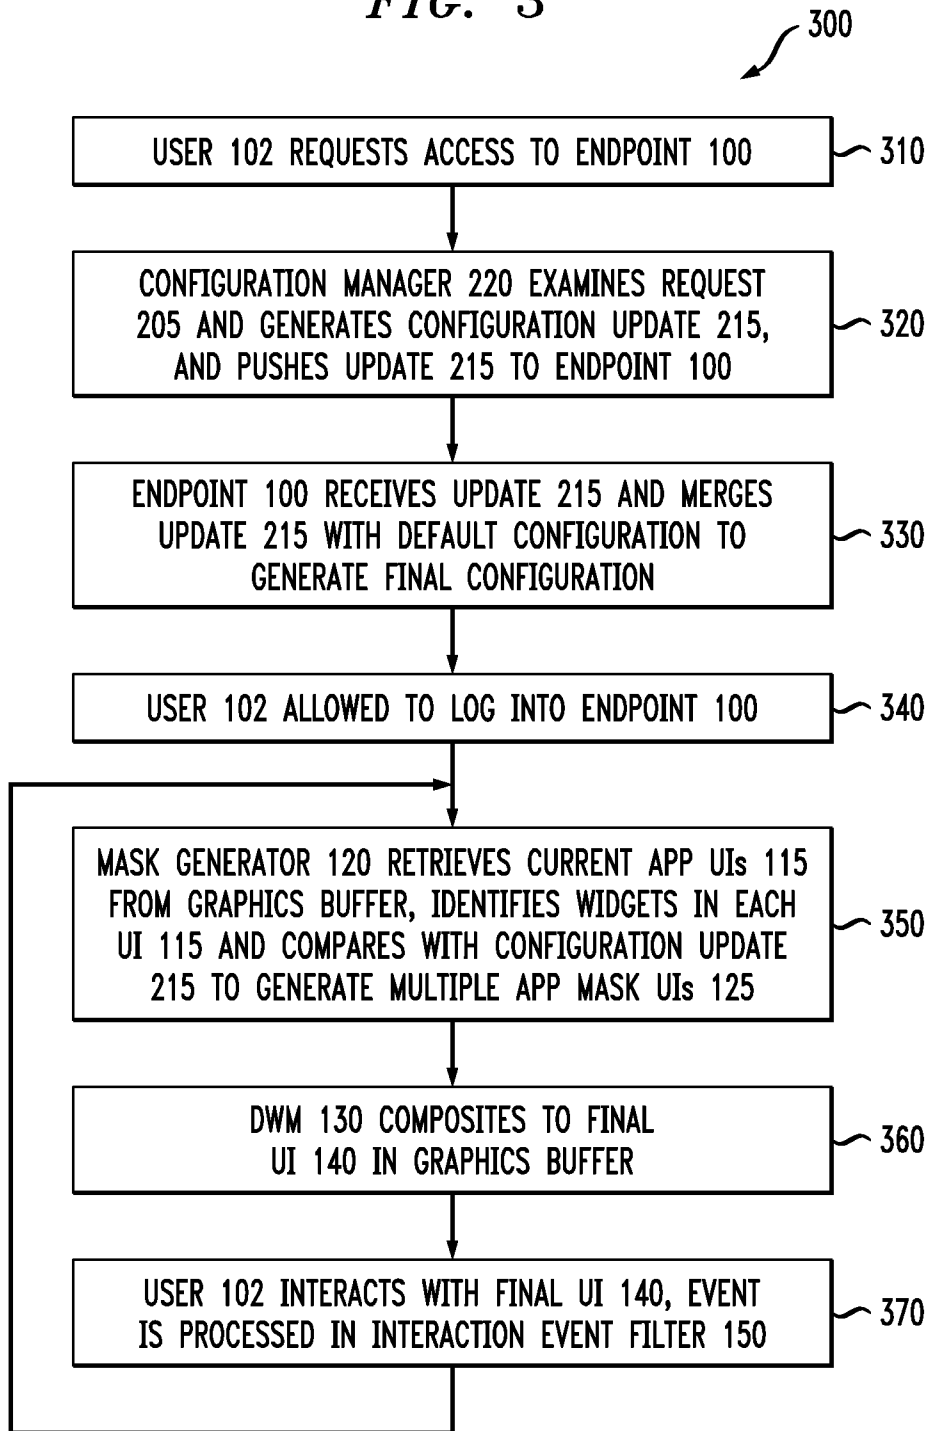 FIG. 3
300
USER 102 REQUESTS ACCESS TO ENDPOINT 100
310
CONFIGURATION MANAGER 220 EXAMINES REQUEST
205 AND GENERATES CONFIGURATION UPDATE 215,
AND PUSHES UPDATE 215 TO ENDPOINT 100
320
ENDPOINT 100 RECEIVES UPDATE 215 AND MERGES
UPDATE 215 WITH DEFAULT CONFIGURATION TO
GENERATE FINAL CONFIGURATION
330
USER 102 ALLOWED TO LOG INTO ENDPOINT 100
340
MASK GENERATOR 120 RETRIEVES CURRENT APP UIs 115
FROM GRAPHICS BUFFER, IDENTIFIES WIDGETS IN EACH
UI 115 AND COMPARES WITH CONFIGURATION UPDATE
215 TO GENERATE MULTIPLE APP MASK UIs 125
350
DWM 130 COMPOSITES TO FINAL
UI 140 IN GRAPHICS BUFFER
360
USER 102 INTERACTS WITH FINAL UI 140, EVENT
IS PROCESSED IN INTERACTION EVENT FILTER 150
370